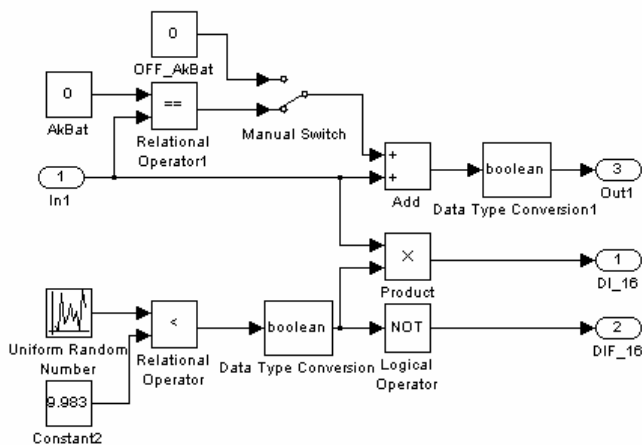 0
OFF_AkBat
0
AkBat
==
Relational
Operator1
Manual Switch
1
In1
+
+
Add
boolean
Data Type Conversion1
3
Out1
×
Product
1
DI_16
Uniform Random
Number
<
Relational
Operator
boolean
Data Type Conversion
NOT
Logical
Operator
2
DIF_16
9.983
Constant2